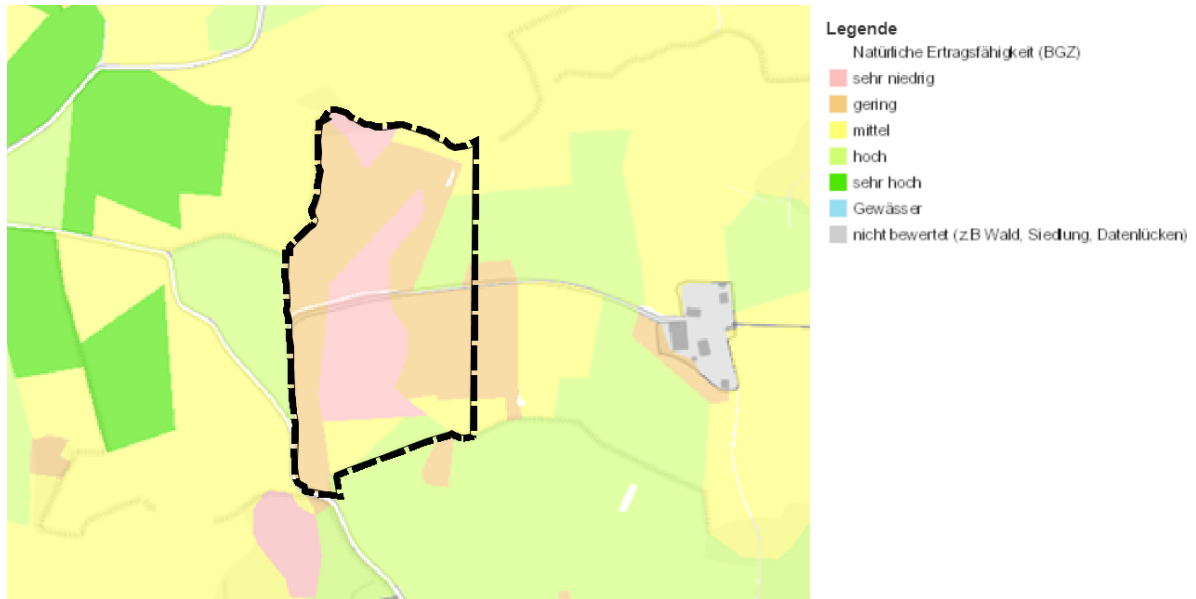 Legende
Natürliche Ertragsfähigkeit (BGZ)
sehr niedrig
gering
mittel
hoch
sehr hoch
Gewässer
nicht bewertet (z.B Wald, Siedlung, Datenlücken)